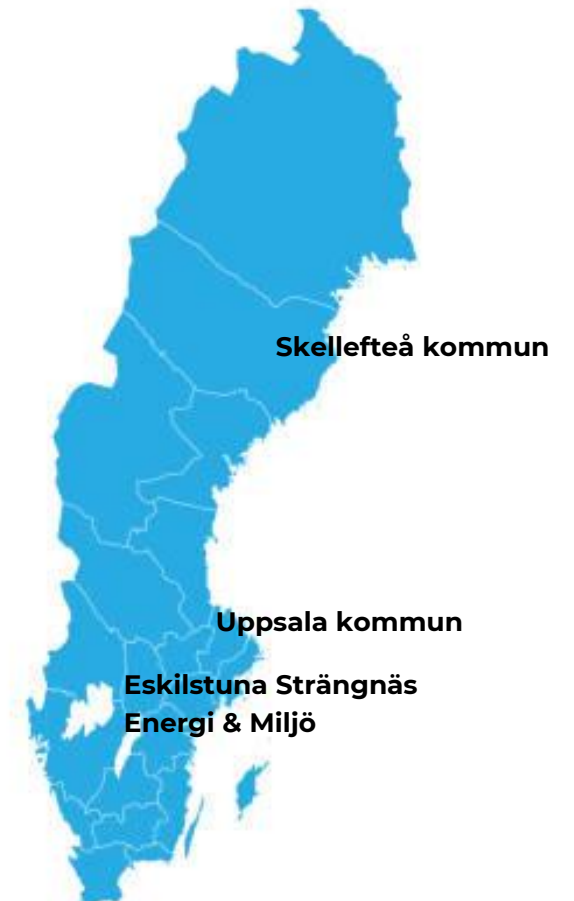 Skellefteå kommun
Uppsala kommun
Eskilstuna Strängnäs
Energi & Miljö